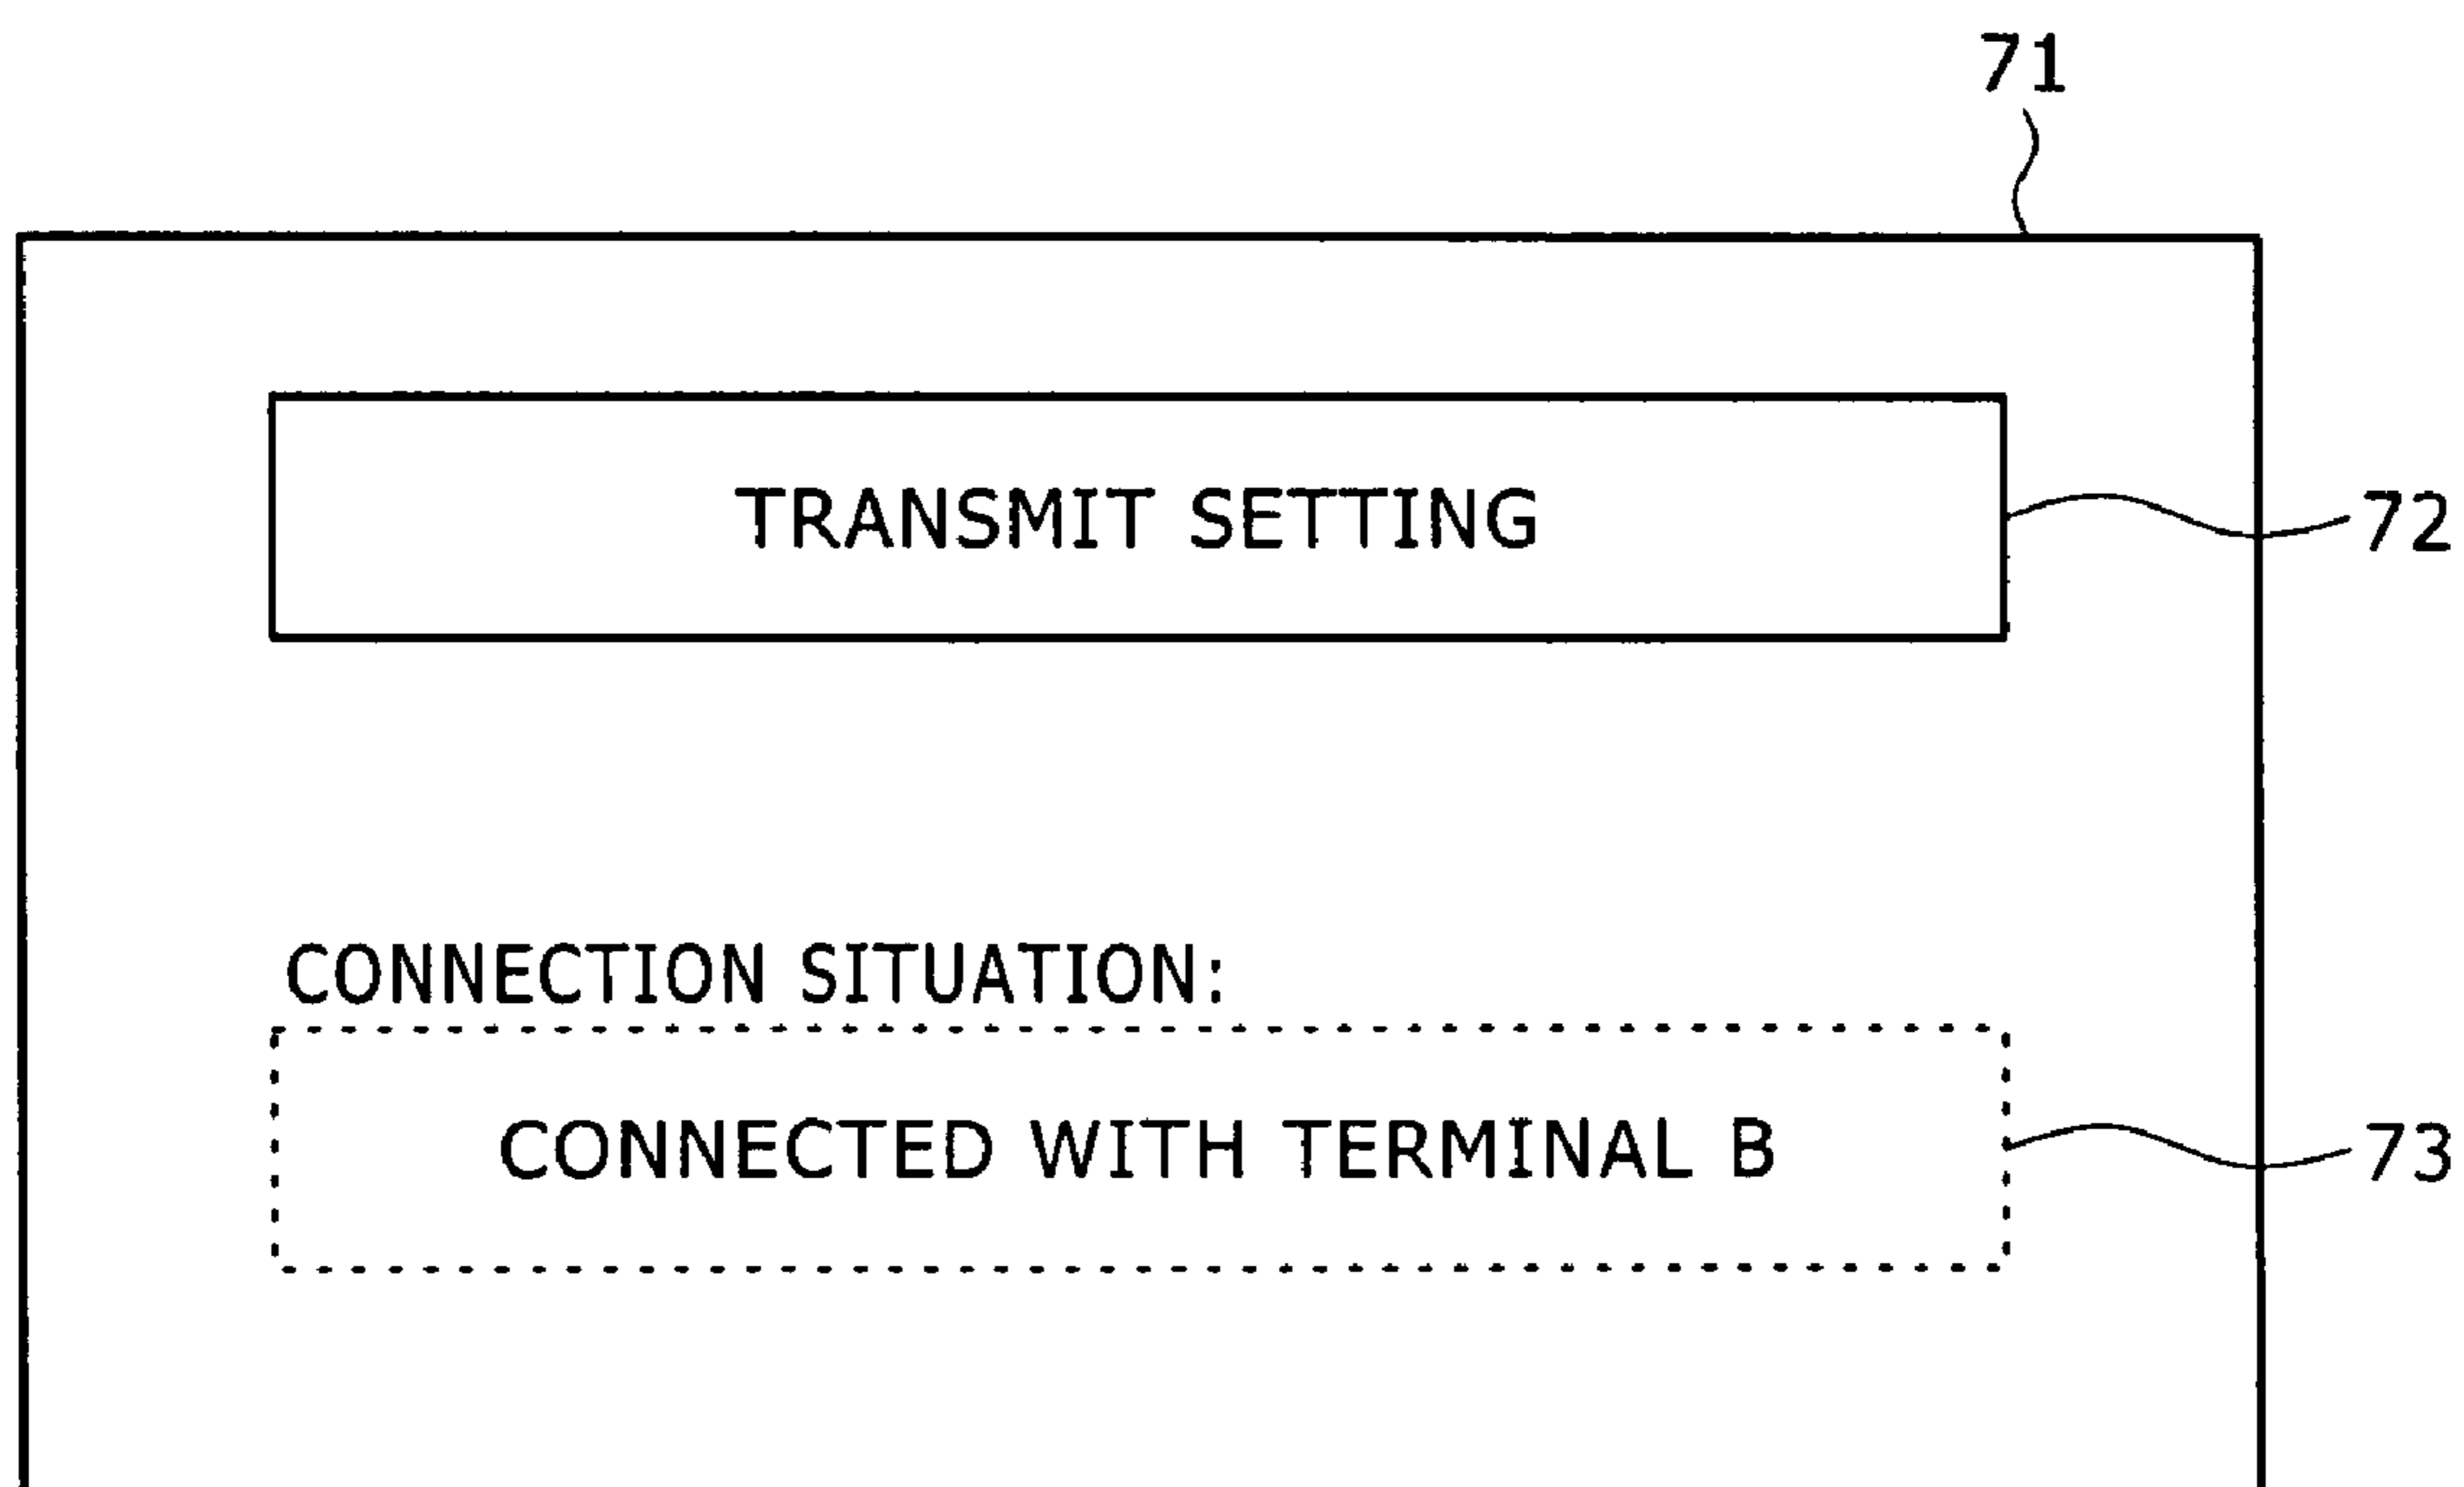 71
TRANSMIT SETTING
72
CONNECTION SITUATION:
CONNECTED WITH TERMINAL B
73